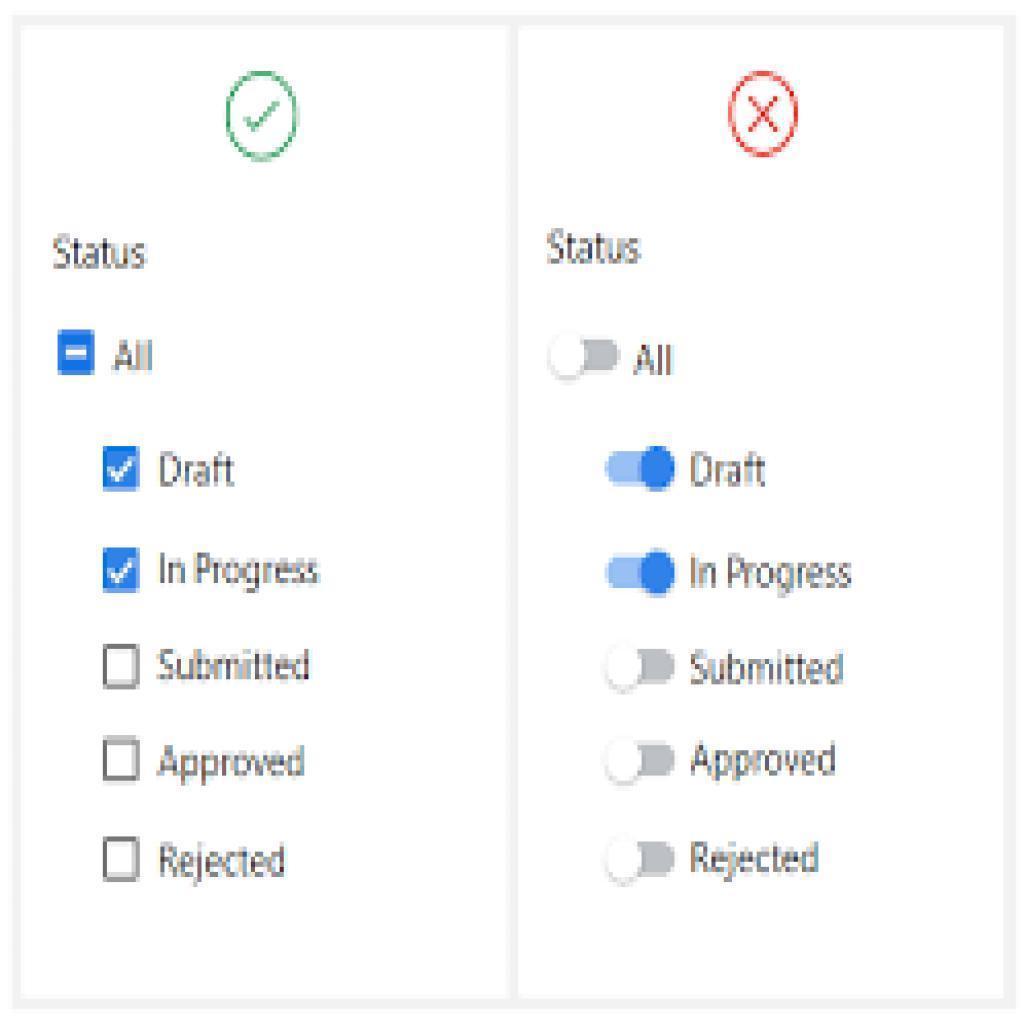 Status
All
Draft
In Progress
Submitted
Approved
Rejected
Status
All
Draft
In Progress
Submitted
Approved
Rejected